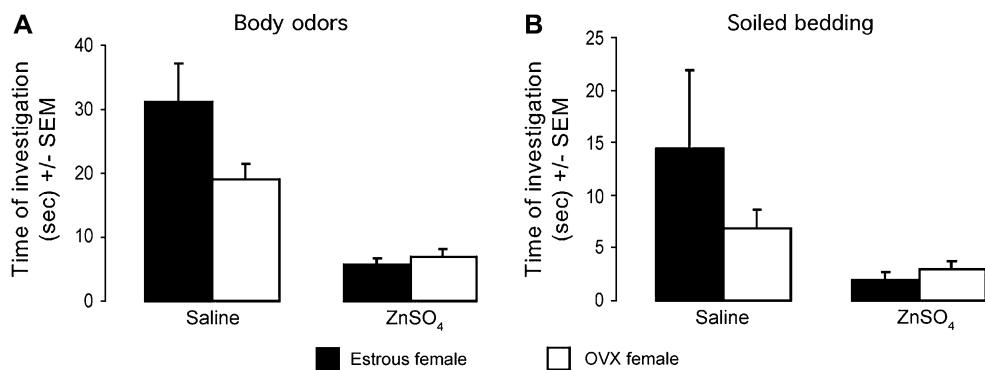 A
Body odors
Time of investigation
(sec) +/- SEM
40
30
20
10
0
Saline
ZnSO4
B
Soiled bedding
Time of investigation
(sec) +/- SEM
25
20
15
10
5
0
Saline
ZnSO4
Estrous female
OVX female